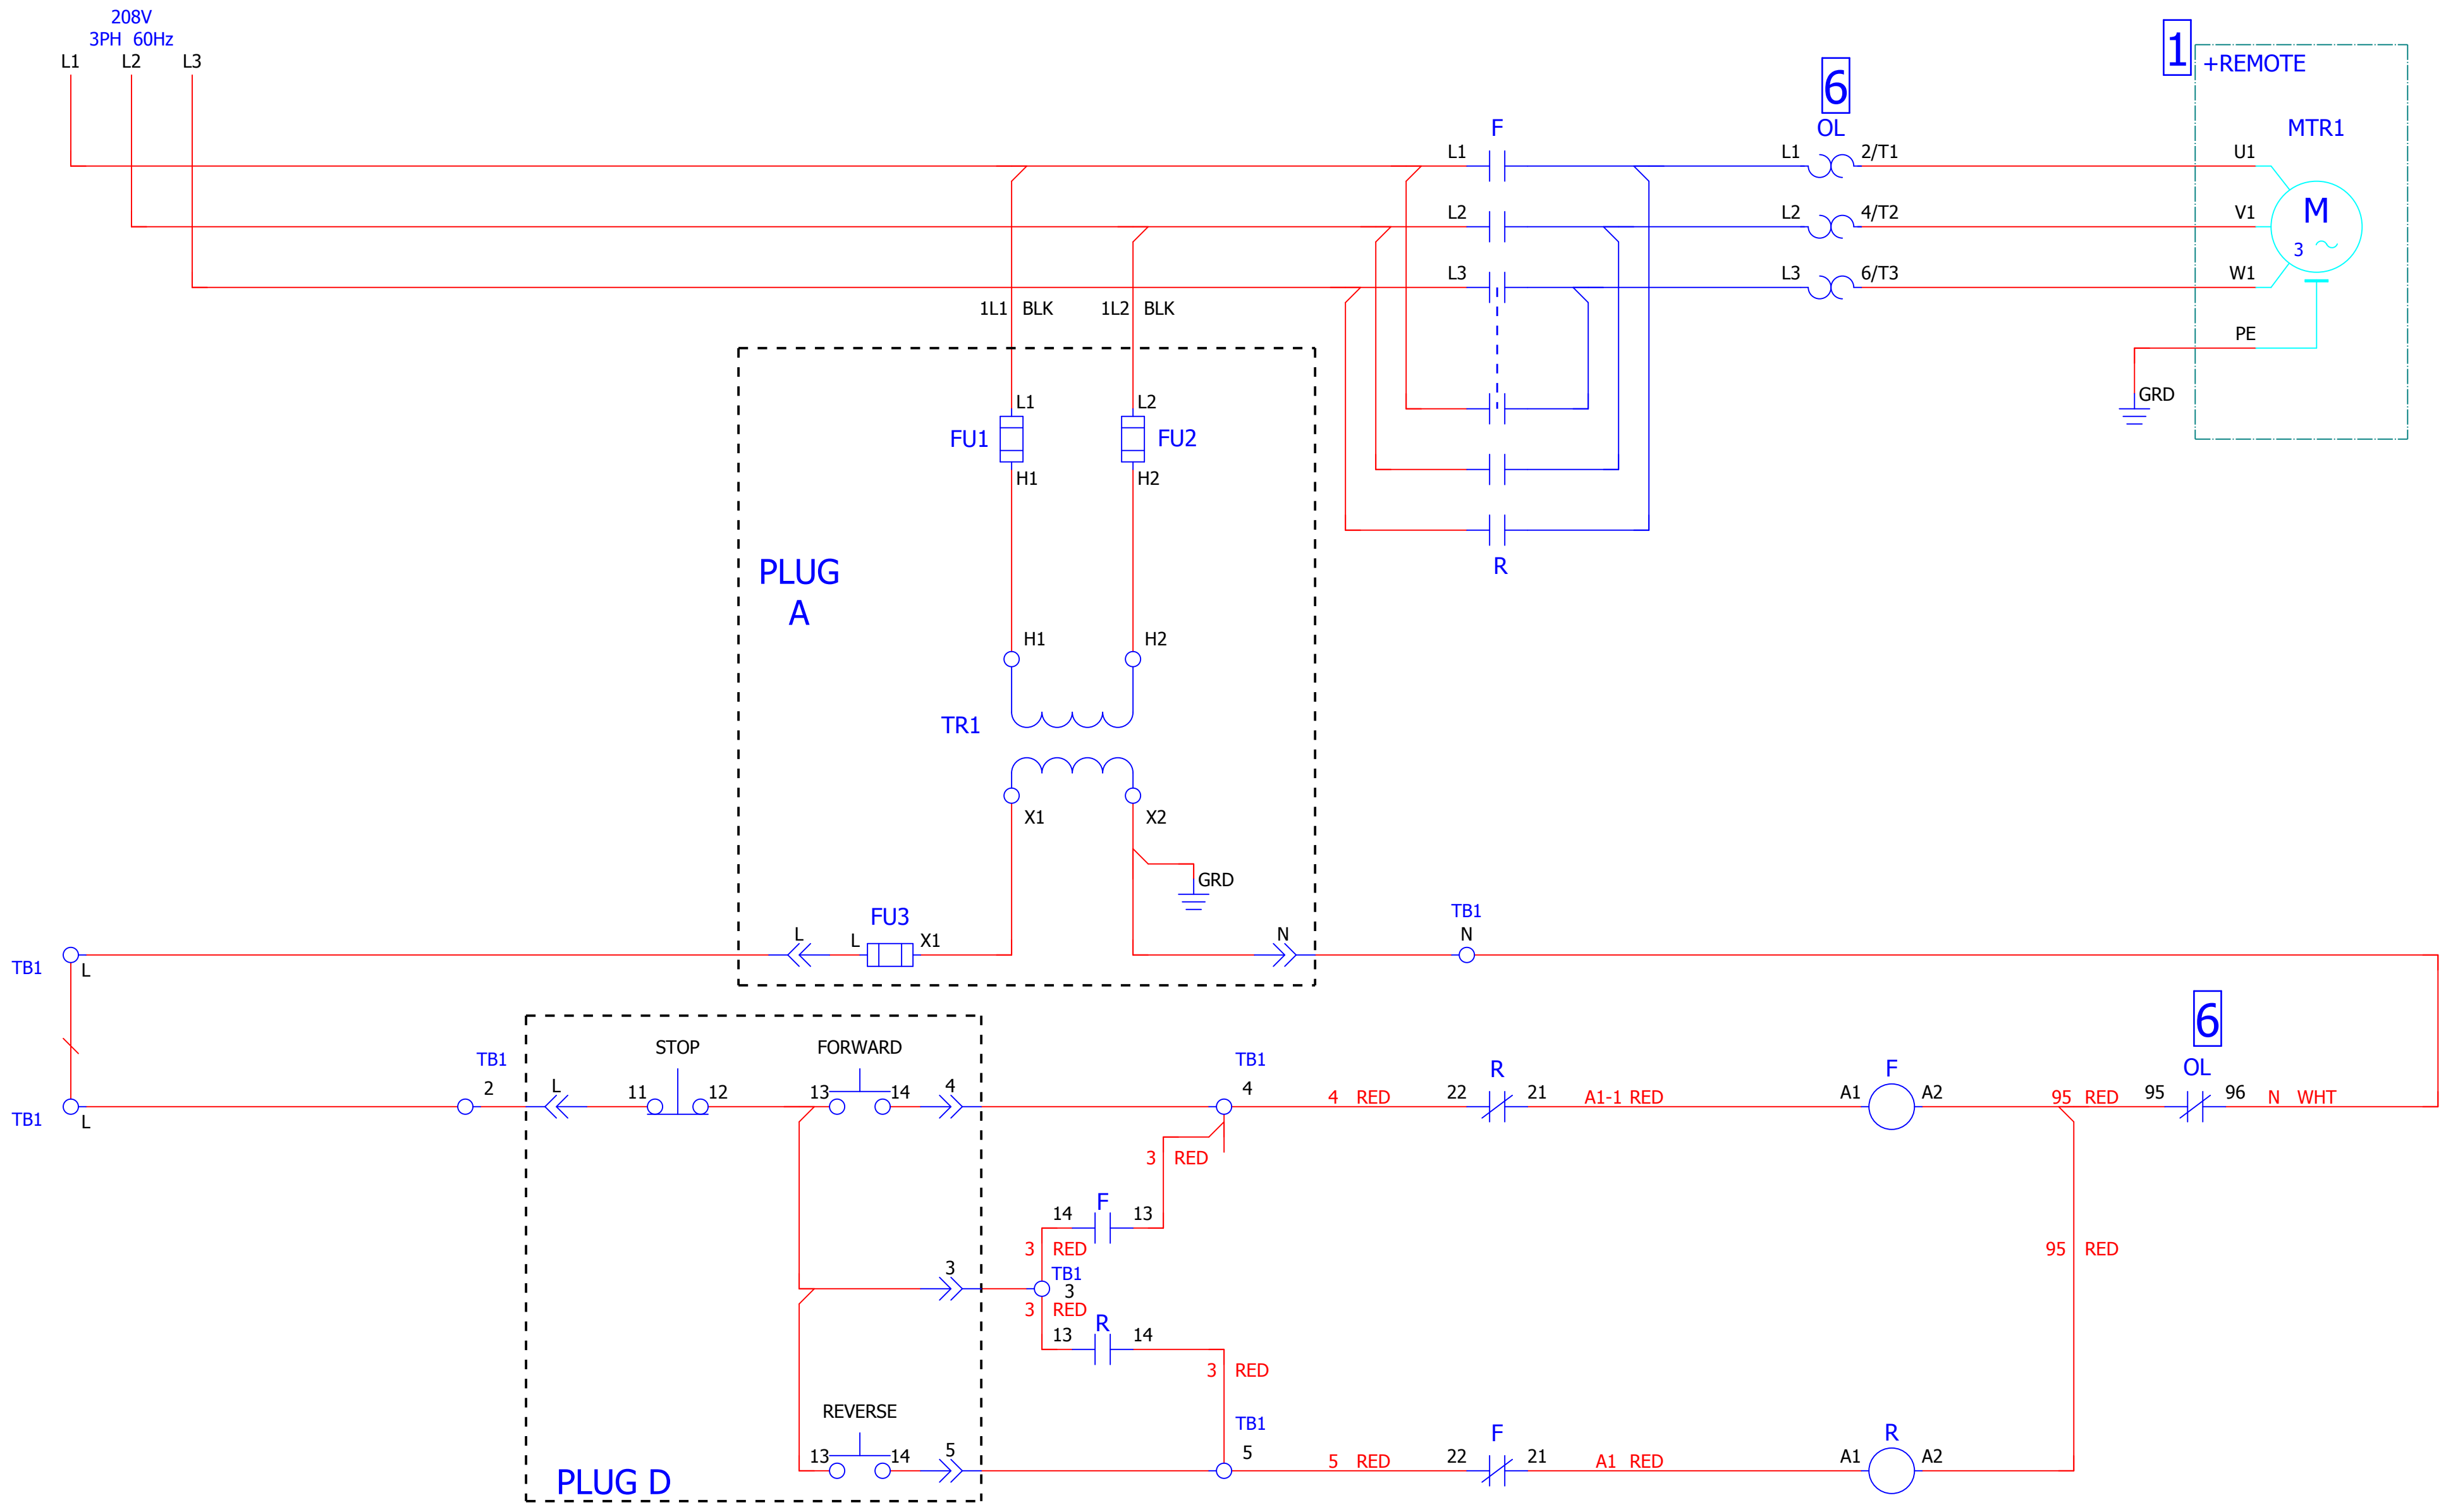 208V
3PH 60Hz
L1 L2 L3
1
+REMOTE
6
OL
F
MTR1
L1 L1 2/T1 U1
L2 L2 4/T2 V1
M
3
L3 L3 6/T3 W1
1L1 BLK 1L2 BLK
PE
GRD
L1 L2
FU1 FU2
H1 H2
R
PLUG
A
H1 H2
TR1
X1 X2
GRD
FU3
TB1
L L X1 N N
TB1 L
6
STOP FORWARD
TB1 TB1 R F OL
2 L 11 12 13 14 4 4
4 RED 22 21 A1-1 RED A1 A2 95 RED 95 96 N WHT
TB1 L
3 RED
F
14 13
3 RED
95 RED
3 TB1
3
3 RED
R
13 14
3 RED
REVERSE
TB1 F R
13 14 5 5
5 RED 22 21 A1 RED A1 A2
PLUG D